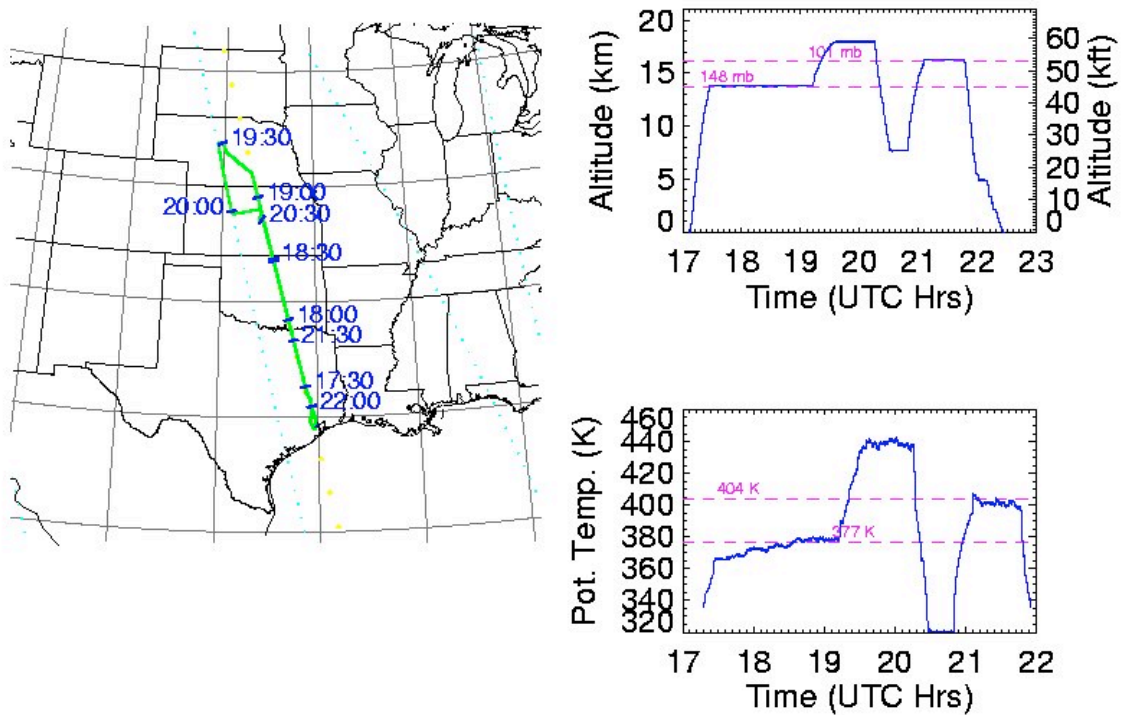 19:30
19:00
20:00
20:30
18:30
18:00
21:30
17:30
22:00
20
15
10
5
0
Altitude (km)
101 mb
148 mb
60
50
40
30
20
10
0
Altitude (kft)
17 18 19 20 21 22 23
Time (UTC Hrs)
460
440
420
400
380
360
340
320
Pot. Temp. (K)
404 K
377 K
17 18 19 20 21 22
Time (UTC Hrs)